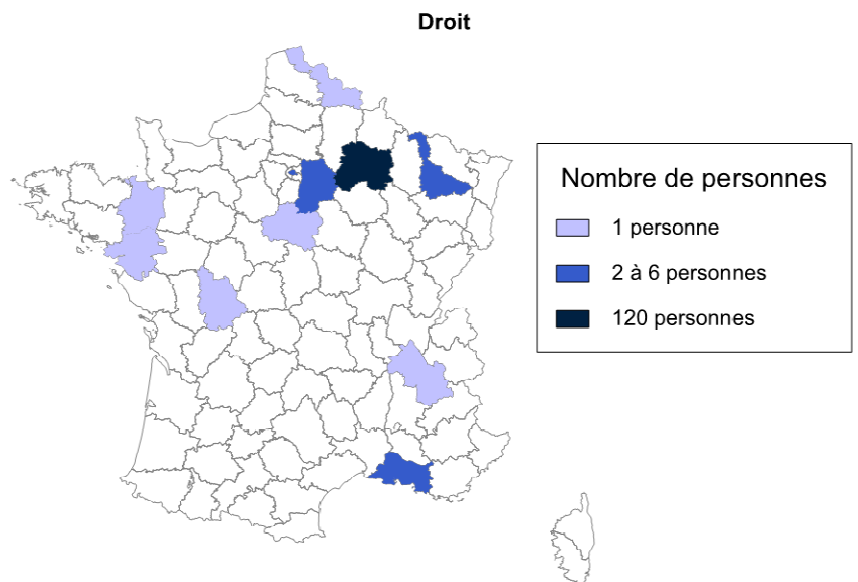 Droit
Nombre de personnes
1 personne
2 à 6 personnes
120 personnes